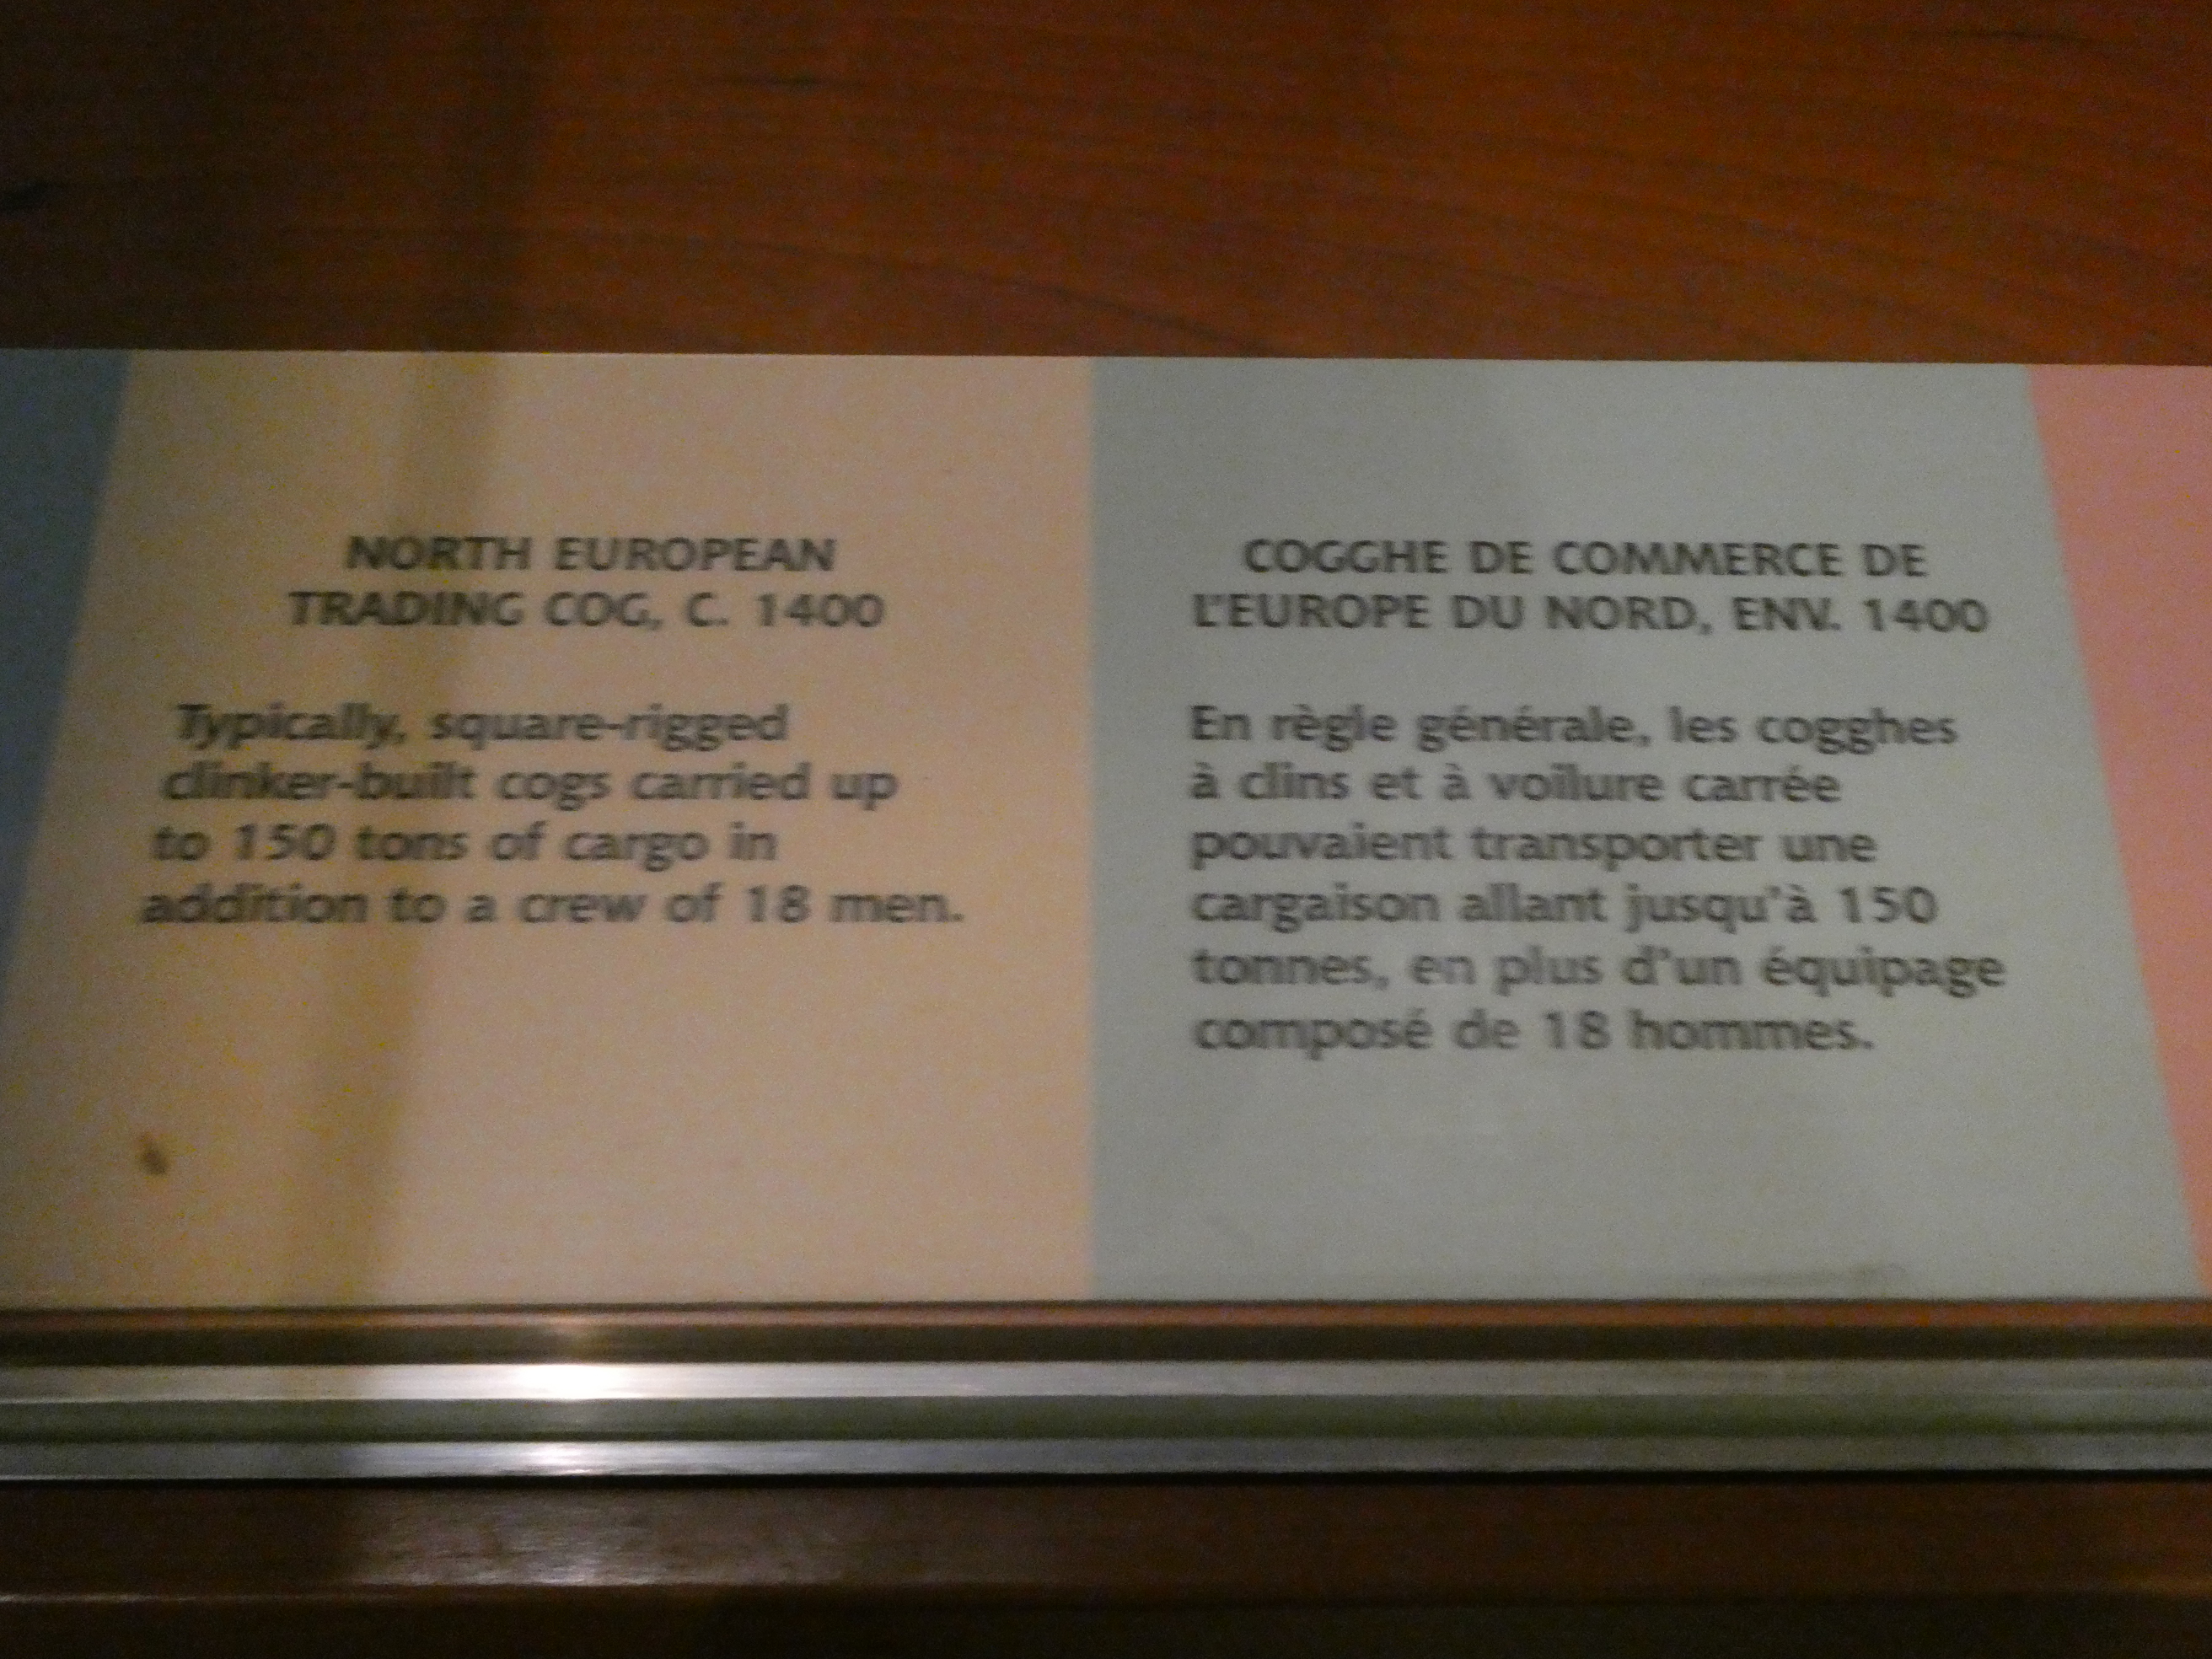 NORTH EUROPEAN
TRADING COG, C. 1400
Typically, square-rigged
clinker-built cogs carried up
to 150 tons of cargo in
addition to a crew of 18 men.
COGGHE DE COMMERCE DE
L'EUROPE DU NORD, ENV. 1400
En règle générale, les cogghes
à clins et à voilure carrée
pouvaient transporter une
cargaison allant jusqu'à 150
tonnes, en plus d'un équipage
composé de 18 hommes.